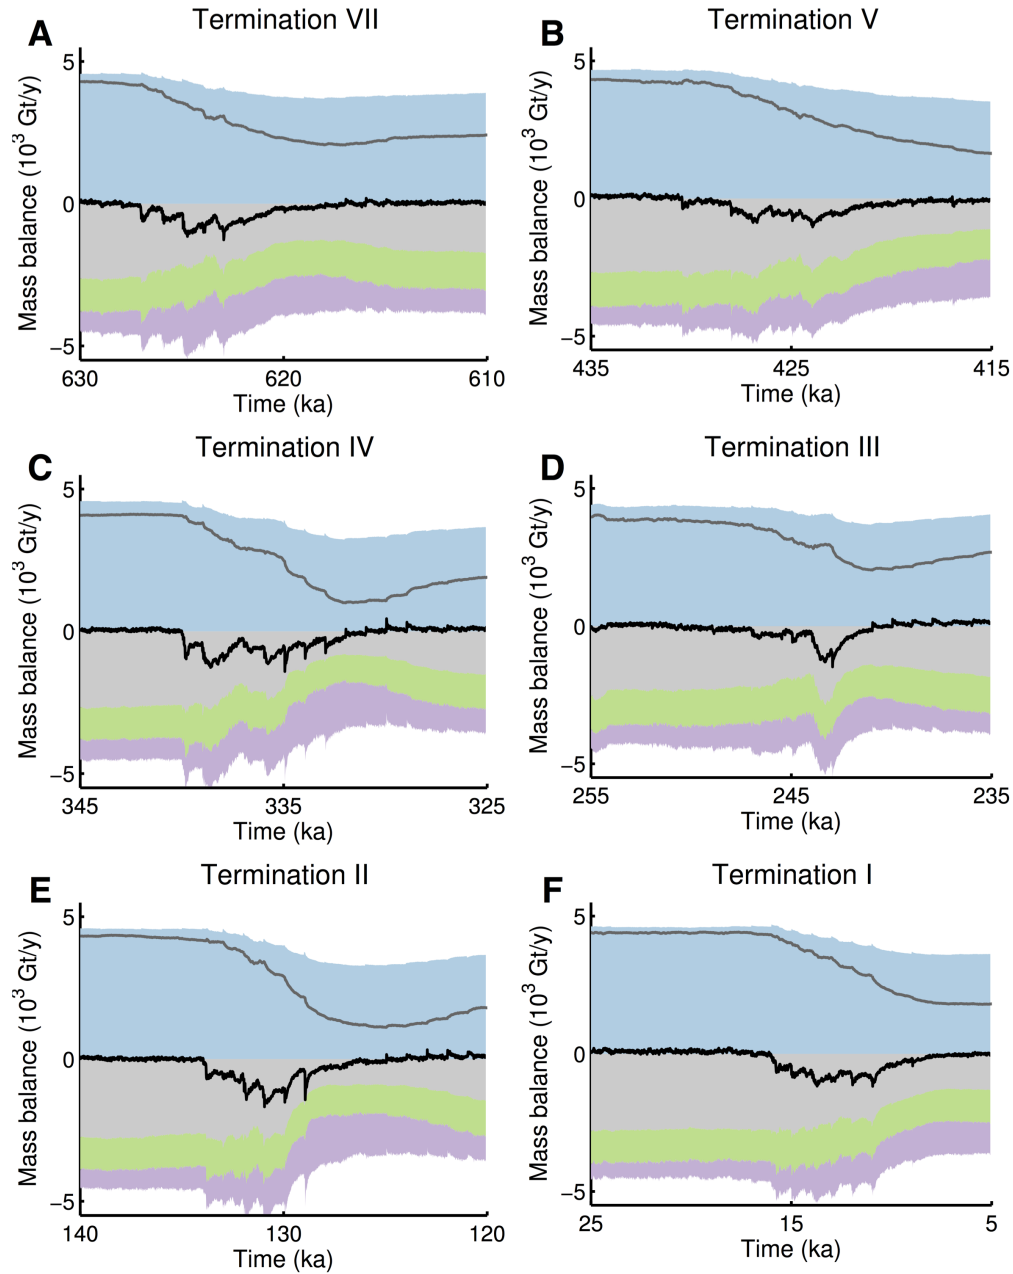 A
Termination VII
Mass balance (10³ Gt/y)
5
0
−5
630
620
610
Time (ka)
B
Termination V
Mass balance (10³ Gt/y)
5
0
−5
435
425
415
Time (ka)
C
Termination IV
Mass balance (10³ Gt/y)
5
0
−5
345
335
325
Time (ka)
D
Termination III
Mass balance (10³ Gt/y)
5
0
−5
255
245
235
Time (ka)
E
Termination II
Mass balance (10³ Gt/y)
5
0
−5
140
130
120
Time (ka)
F
Termination I
Mass balance (10³ Gt/y)
5
0
−5
25
15
5
Time (ka)